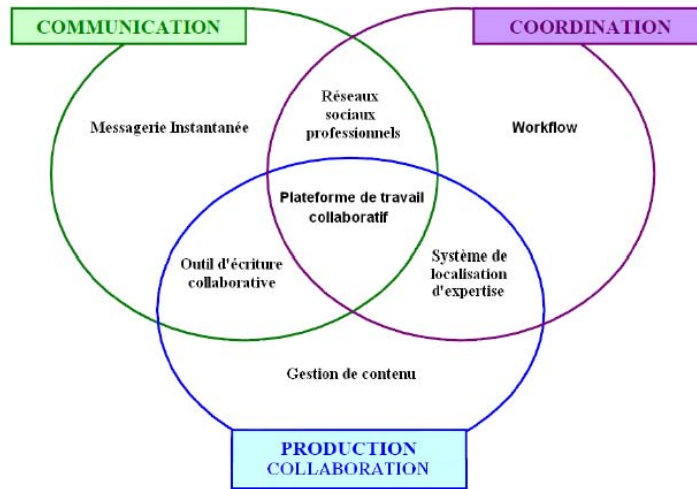 COMMUNICATION
COORDINATION
Réseaux
sociaux
professionnels
Messagerie Instantanée
Workflow
Plateforme de travail
collaboratif
Outil d'écriture
collaborative
Système de
localisation
d'expertise
Gestion de contenu
PRODUCTION
COLLABORATION